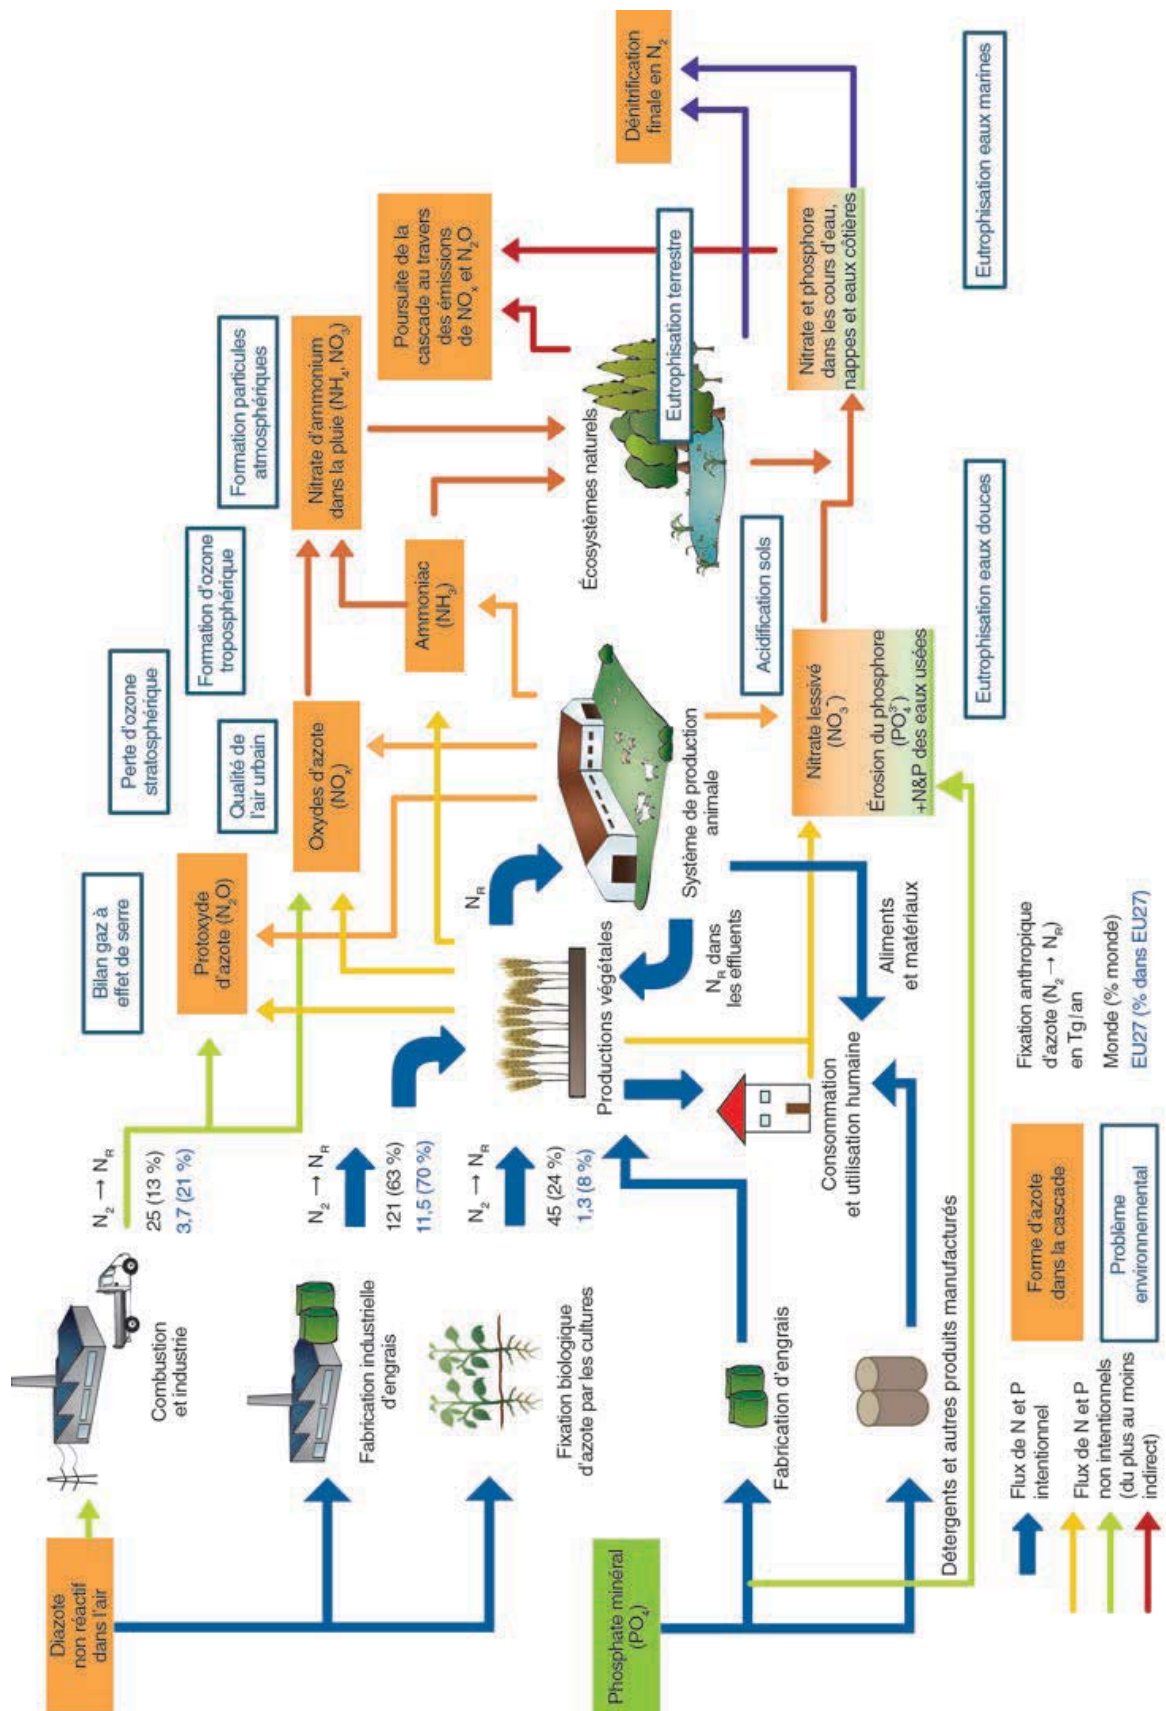 Diazote
non réactif
dans l'air
Phosphate minéral
(PO₄)
Combustion
et industrie
Fabrication industrielle
d'engrais
Fixation biologique
d'azote par les cultures
Fabrication d'engrais
Détergents et autres produits manufacturés
N₂ → N_R
25 (13 %)
3,7 (21 %)
N₂ → N_R
121 (63 %)
11,5 (70 %)
N₂ → N_R
45 (24 %)
1,3 (8 %)
Bilan gaz à
effet de serre
Protoxyde
d'azote (N₂O)
Perte d'ozone
stratosphérique
Formation d'ozone
troposphérique
Qualité de
l'air urbain
Oxydes d'azote
(NOₓ)
Formation particules
atmosphériques
Nitrate d'ammonium
dans la pluie (NH₄, NO₃)
Ammoniac
(NH₃)
Poursuite de la
cascade au travers
des émissions
de NOₓ et N₂O
Dénitrification
finale en N₂
N_R
Productions végétales
N_R dans
les effluents
Système de production
animale
Écosystèmes naturels
Eutrophisation terrestre
Consommation
et utilisation humaine
Aliments
et matériaux
Acidification sols
Nitrate lessivé
(NO₃⁻)
Érosion du phosphore
(PO₄³⁻)
+N&P des eaux usées
Nitrate et phosphore
dans les cours d'eau,
nappes et eaux côtières
Eutrophisation eaux douces
Eutrophisation eaux marines
Flux de N et P
intentionnel
Flux de N et P
non intentionnels
(du plus au moins
indirect)
Forme d'azote
dans la cascade
Problème
environnemental
Fixation anthropique
d'azote (N₂ → N_R)
en Tg/an
Monde (% monde)
EU27 (% dans EU27)